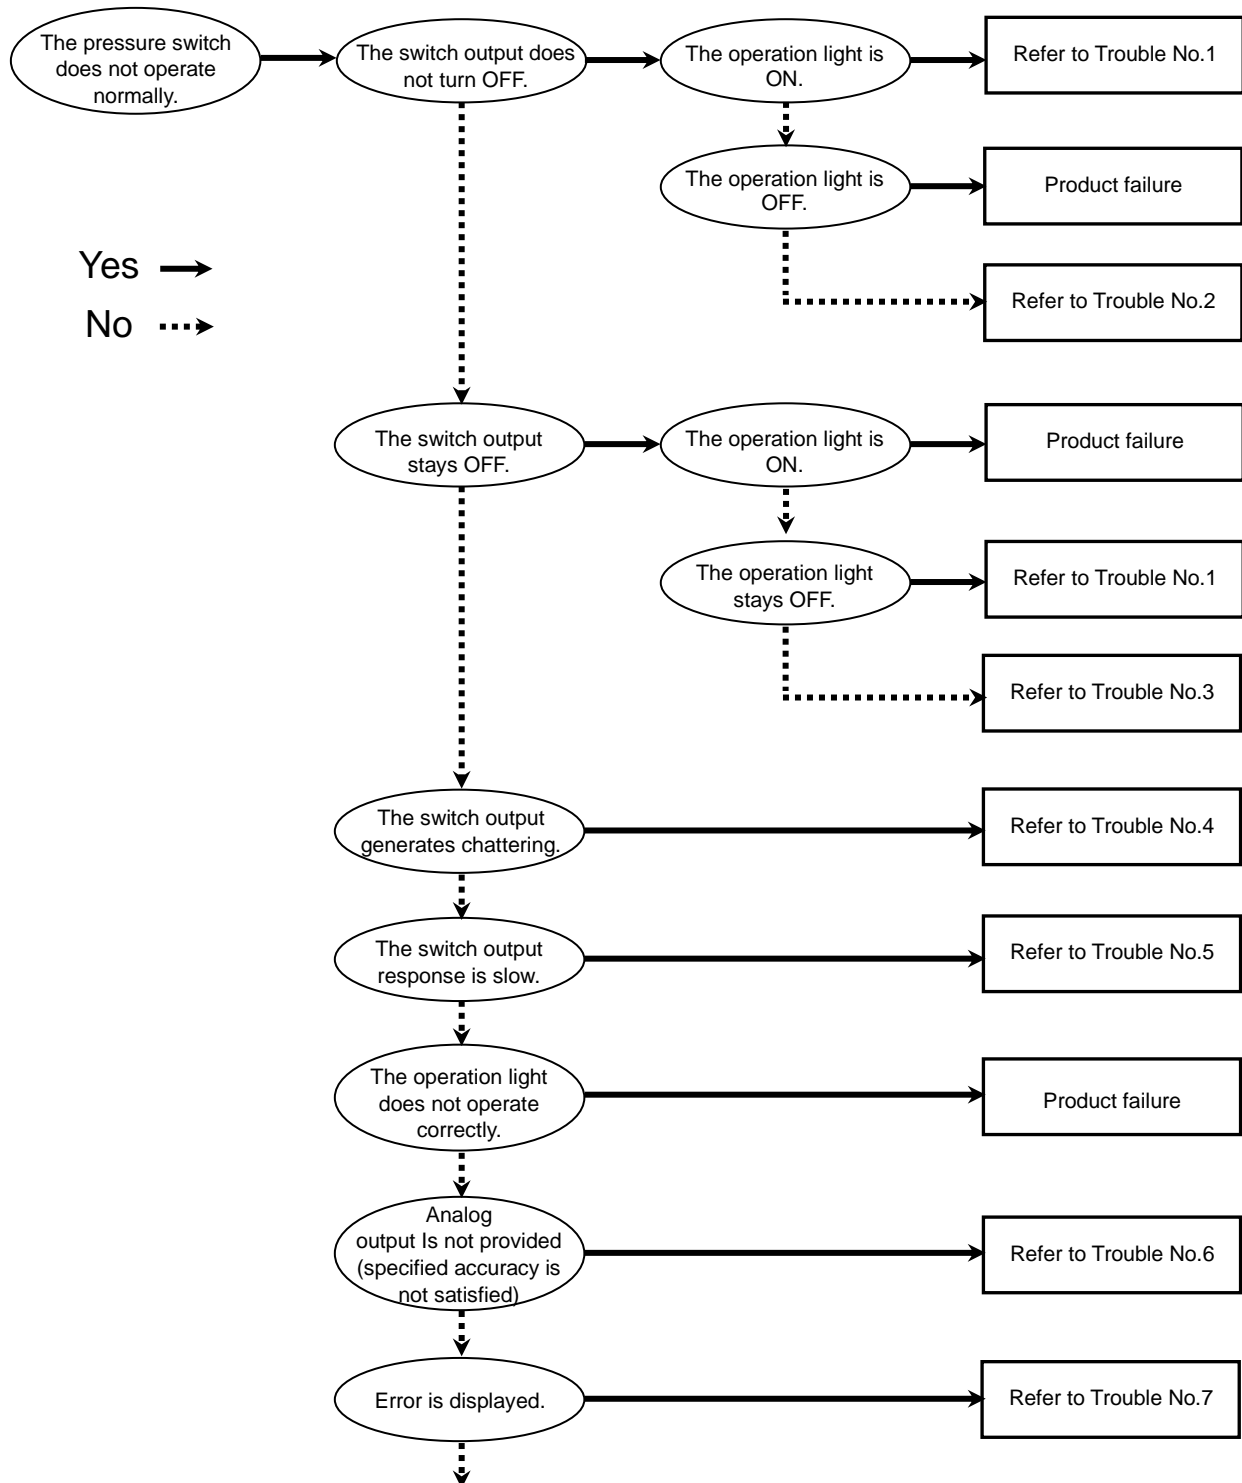 The pressure switch
does not operate
normally.
The switch output does
not turn OFF.
The operation light is
ON.
Refer to Trouble No.1
The operation light is
OFF.
Product failure
Yes
No
Refer to Trouble No.2
The switch output
stays OFF.
The operation light is
ON.
Product failure
The operation light
stays OFF.
Refer to Trouble No.1
Refer to Trouble No.3
The switch output
generates chattering.
Refer to Trouble No.4
The switch output
response is slow.
Refer to Trouble No.5
The operation light
does not operate
correctly.
Product failure
Analog
output Is not provided
(specified accuracy is
not satisfied)
Refer to Trouble No.6
Error is displayed.
Refer to Trouble No.7